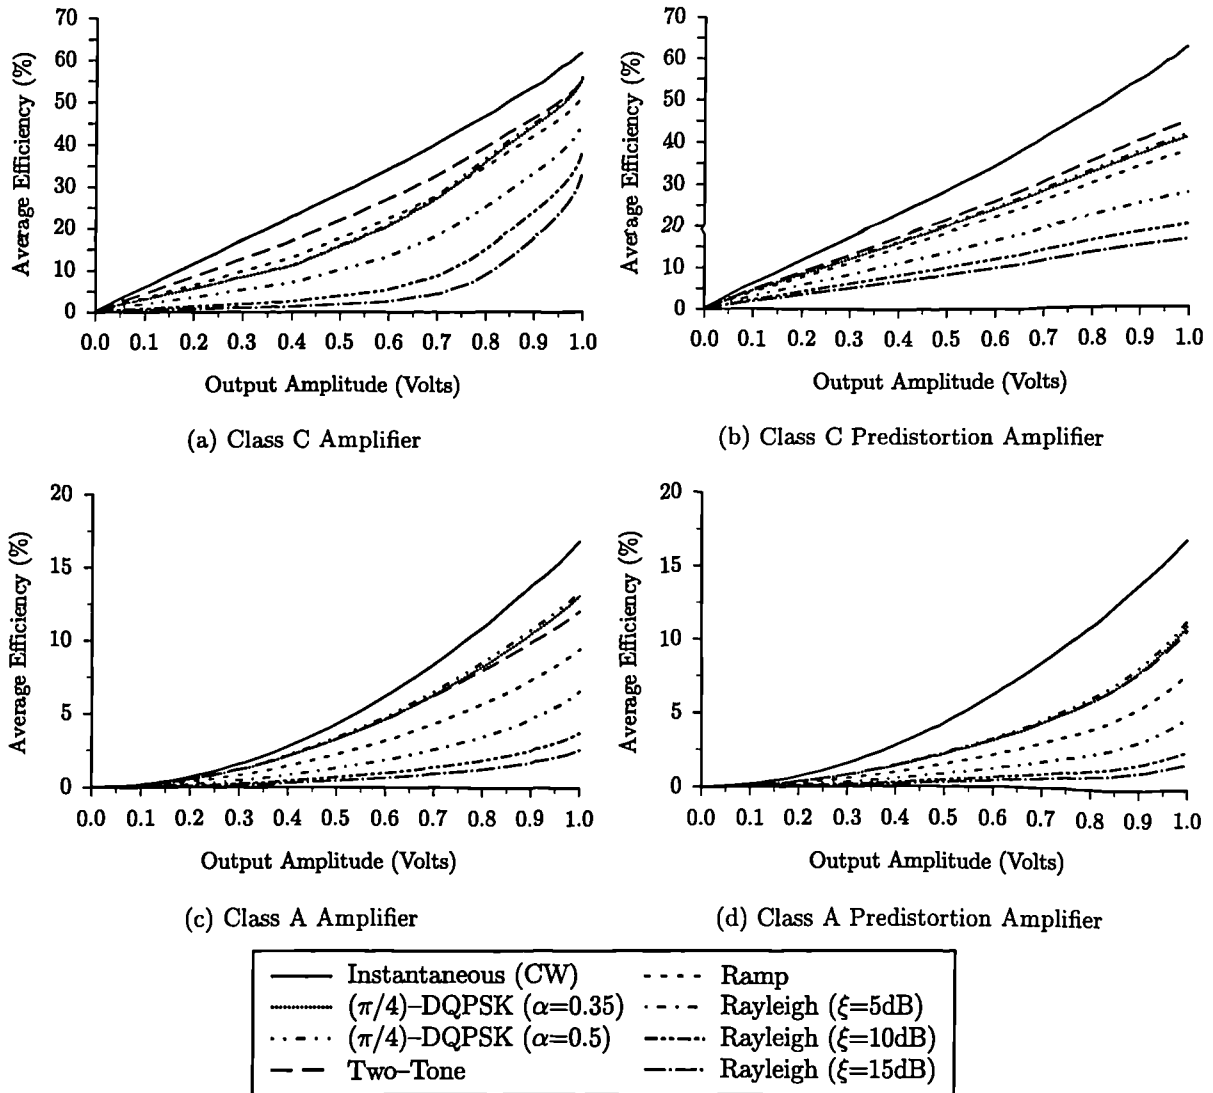 70
60
50
40
30
20
10
0
Average Efficiency (%)
0.0 0.1 0.2 0.3 0.4 0.5 0.6 0.7 0.8 0.9 1.0
Output Amplitude (Volts)
(a) Class C Amplifier
70
60
50
40
30
20
10
0
Average Efficiency (%)
0.0 0.1 0.2 0.3 0.4 0.5 0.6 0.7 0.8 0.9 1.0
Output Amplitude (Volts)
(b) Class C Predistortion Amplifier
20
15
10
5
0
Average Efficiency (%)
0.0 0.1 0.2 0.3 0.4 0.5 0.6 0.7 0.8 0.9 1.0
Output Amplitude (Volts)
(c) Class A Amplifier
20
15
10
5
0
Average Efficiency (%)
0.0 0.1 0.2 0.3 0.4 0.5 0.6 0.7 0.8 0.9 1.0
Output Amplitude (Volts)
(d) Class A Predistortion Amplifier
Instantaneous (CW)
(π/4)–DQPSK (α=0.35)
(π/4)–DQPSK (α=0.5)
Two–Tone
Ramp
Rayleigh (ξ=5dB)
Rayleigh (ξ=10dB)
Rayleigh (ξ=15dB)